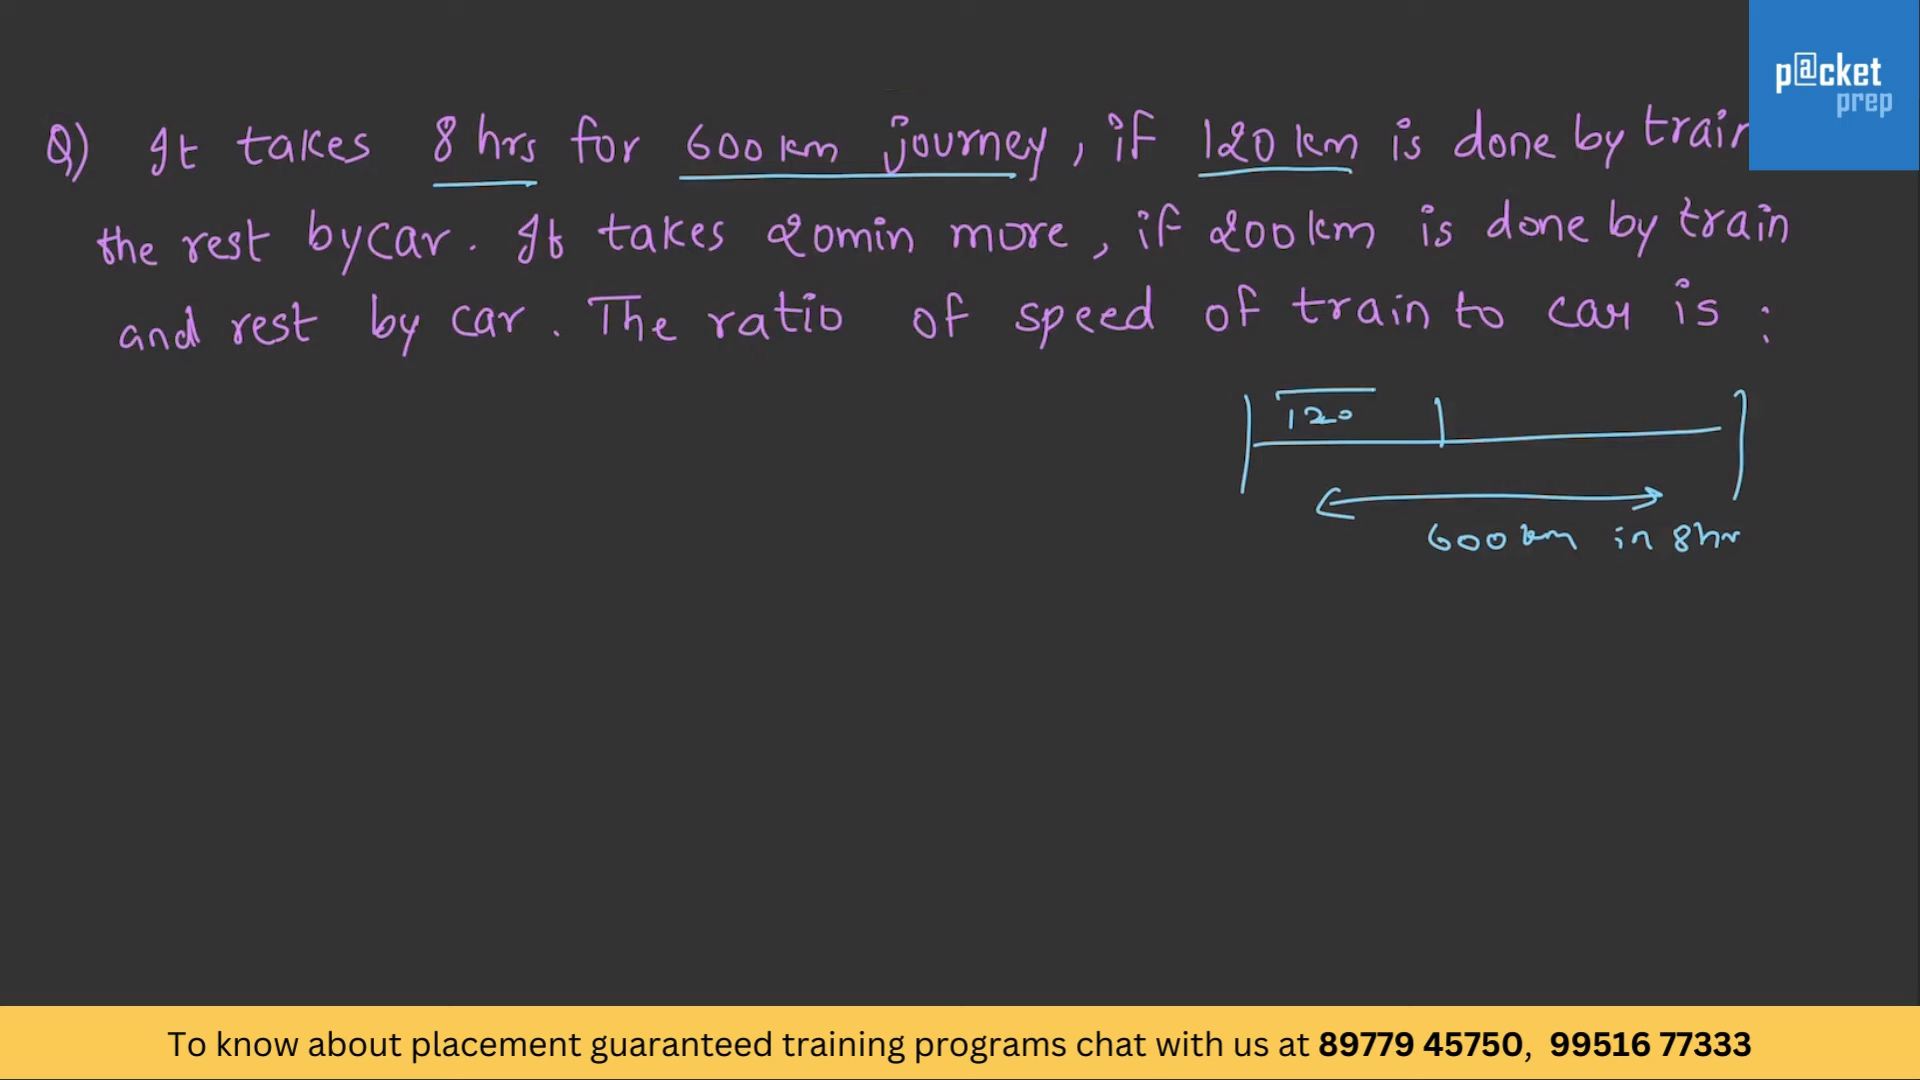 p@cket
prep
Q) It takes 8 hrs for 600 km journey, if 120 km is done by train
the rest by car. It takes 20 min more, if 200 km is done by train
and rest by car. The ratio of speed of train to car is :
120
600 km in 8 hr
To know about placement guaranteed training programs chat with us at 89779 45750, 99516 77333